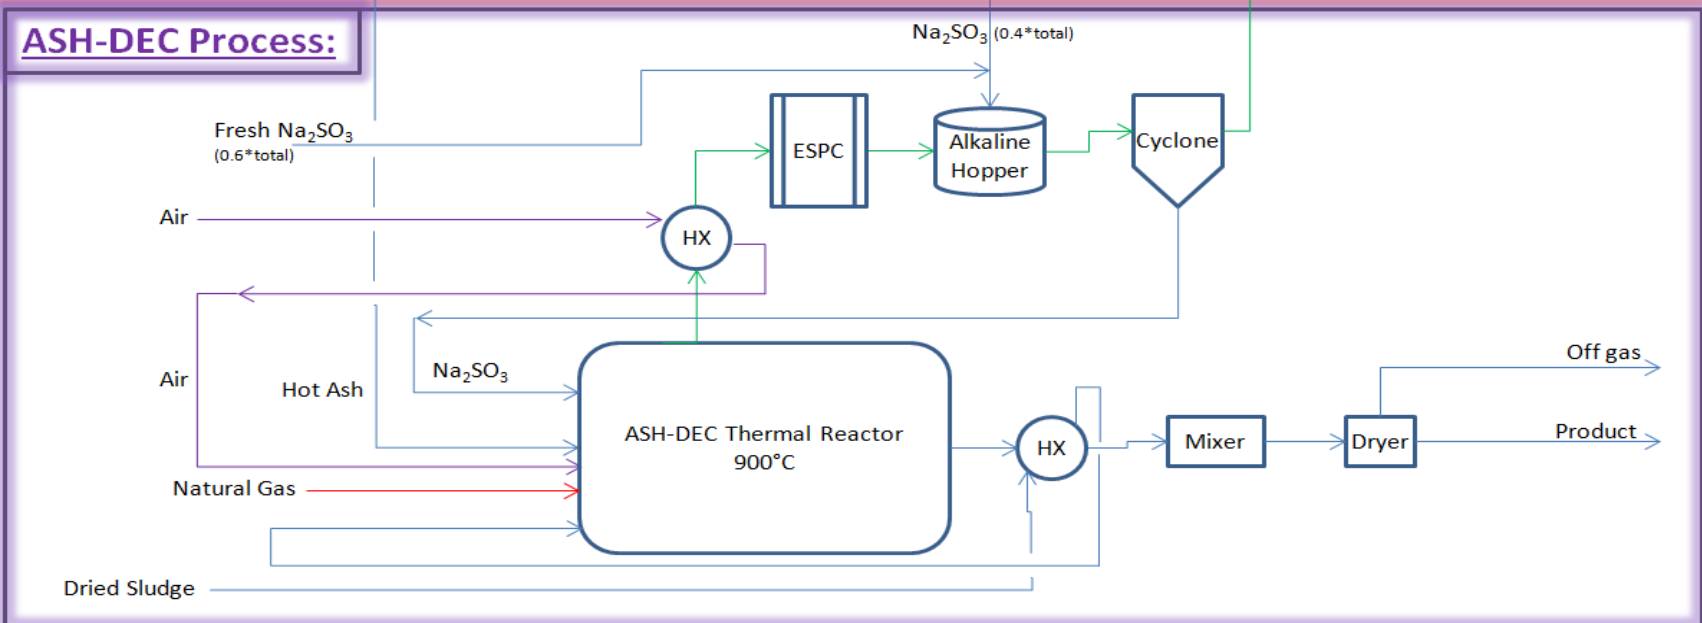 ASH-DEC Process:
Na₂SO₃ (0.4*total)
Fresh Na₂SO₃
(0.6*total)
ESPC
Alkaline
Hopper
Cyclone
Air
HX
Air
Hot Ash
Na₂SO₃
ASH-DEC Thermal Reactor
900°C
Natural Gas
Dried Sludge
HX
Mixer
Dryer
Off gas
Product